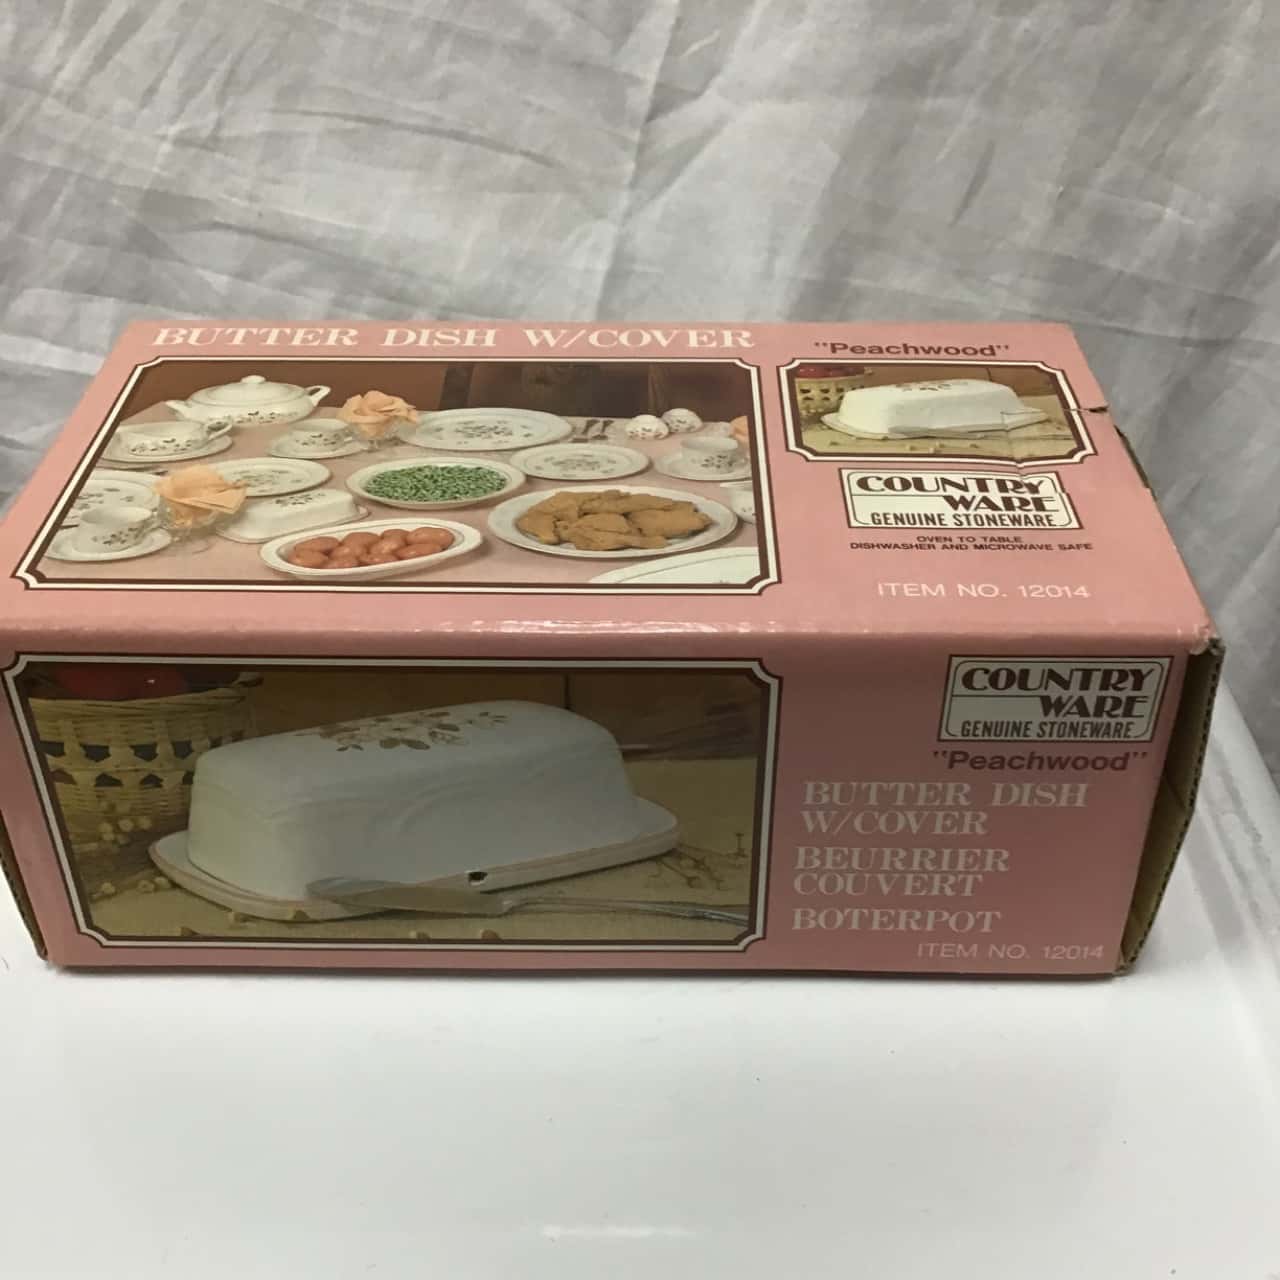 BUTTER DISH W/COVER
"Peachwood"
COUNTRY
WARE
GENUINE STONEWARE
OVEN TO TABLE
DISHWASHER AND MICROWAVE SAFE
ITEM NO. 12014
COUNTRY
WARE
GENUINE STONEWARE
"Peachwood"
BUTTER DISH
W/COVER
BEURRIER
COUVERT
BOTERPOT
ITEM NO. 12014